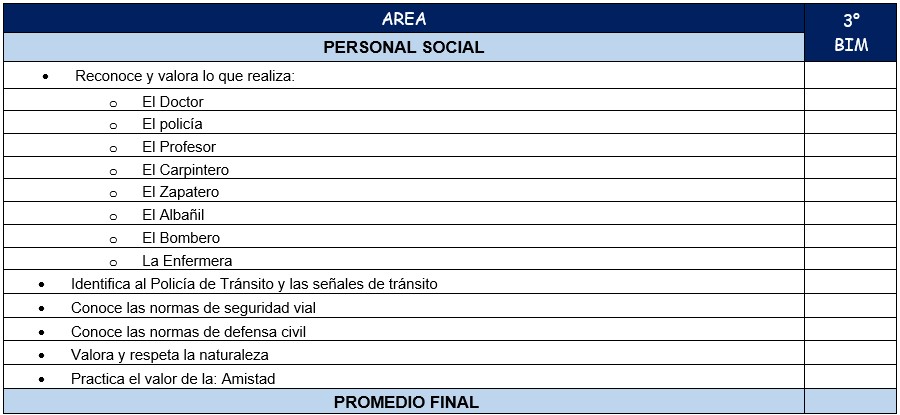 AREA
3°
BIM
PERSONAL SOCIAL
• Reconoce y valora lo que realiza:
o El Doctor
o El policía
o El Profesor
o El Carpintero
o El Zapatero
o El Albañil
o El Bombero
o La Enfermera
• Identifica al Policía de Tránsito y las señales de tránsito
• Conoce las normas de seguridad vial
• Conoce las normas de defensa civil
• Valora y respeta la naturaleza
• Practica el valor de la: Amistad
PROMEDIO FINAL